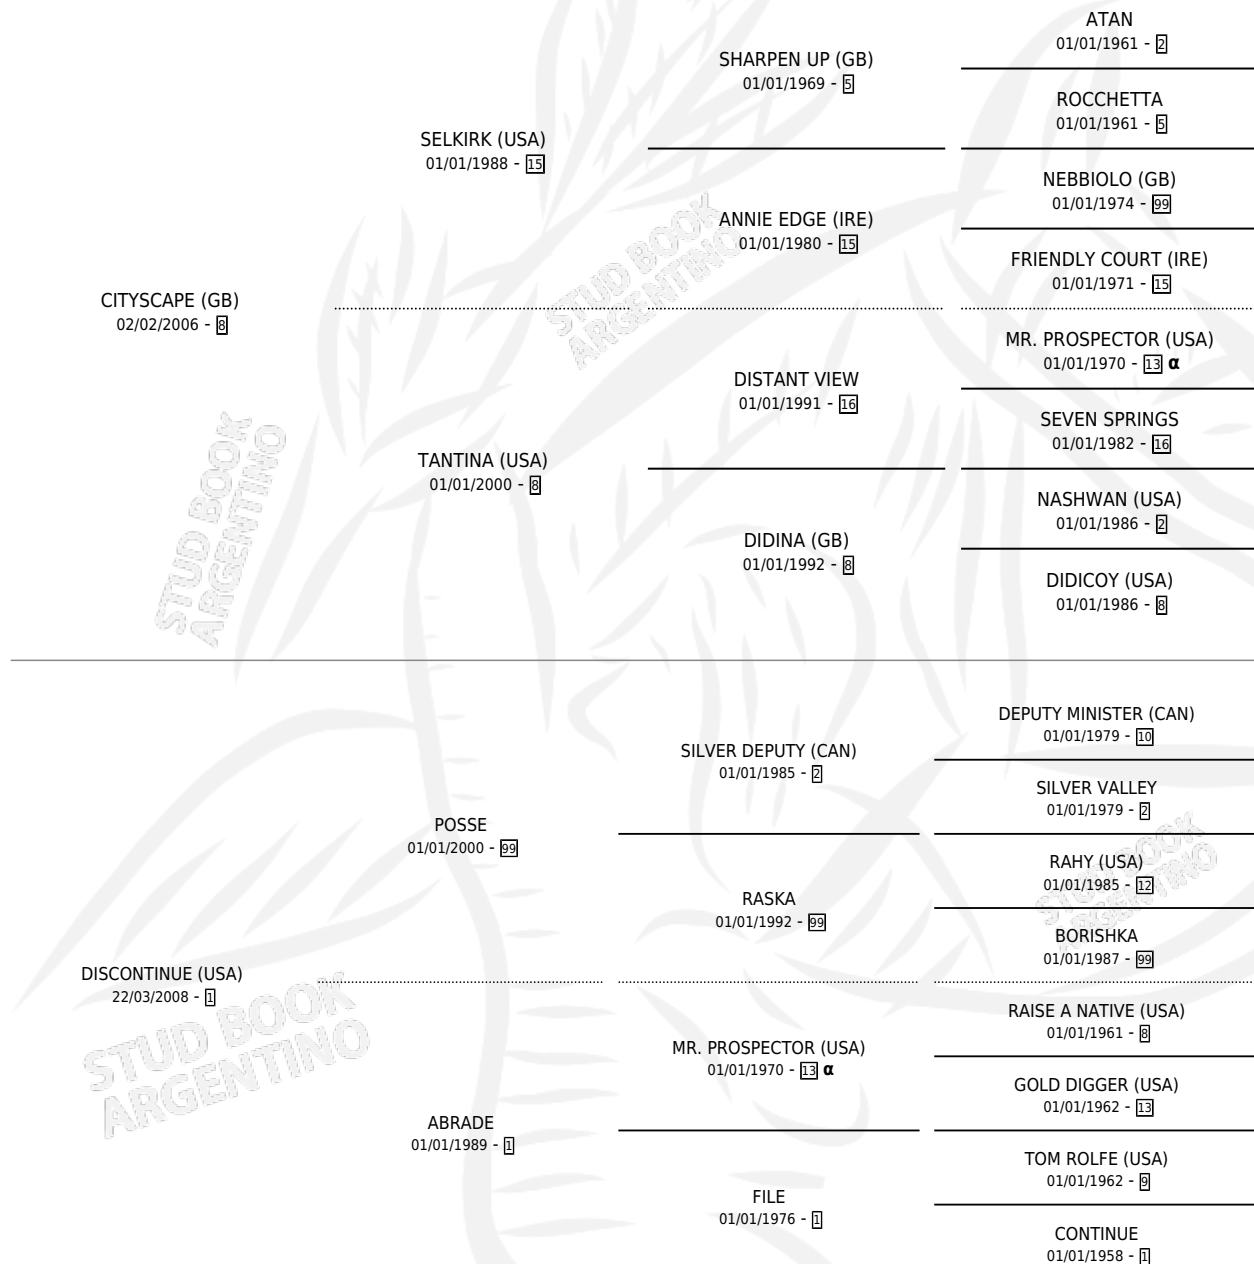 ATAN
01/01/1961 - 2
SHARPEN UP (GB)
01/01/1969 - 5
ROCCHETTA
01/01/1961 - 5
SELKIRK (USA)
01/01/1988 - 15
NEBBIOLO (GB)
01/01/1974 - 99
ANNIE EDGE (IRE)
01/01/1980 - 15
FRIENDLY COURT (IRE)
01/01/1971 - 15
CITYSCAPE (GB)
02/02/2006 - 8
MR. PROSPECTOR (USA)
01/01/1970 - 13 α
DISTANT VIEW
01/01/1991 - 16
SEVEN SPRINGS
01/01/1982 - 16
TANTINA (USA)
01/01/2000 - 8
NASHWAN (USA)
01/01/1986 - 2
DIDINA (GB)
01/01/1992 - 8
DIDICOY (USA)
01/01/1986 - 8
DEPUTY MINISTER (CAN)
01/01/1979 - 10
SILVER DEPUTY (CAN)
01/01/1985 - 2
SILVER VALLEY
01/01/1979 - 2
POSSE
01/01/2000 - 99
RAHY (USA)
01/01/1985 - 12
RASKA
01/01/1992 - 99
BORISHKA
01/01/1987 - 99
DISCONTINUE (USA)
22/03/2008 - 1
RAISE A NATIVE (USA)
01/01/1961 - 8
MR. PROSPECTOR (USA)
01/01/1970 - 13 α
GOLD DIGGER (USA)
01/01/1962 - 13
ABRADE
01/01/1989 - 1
TOM ROLFE (USA)
01/01/1962 - 9
FILE
01/01/1976 - 1
CONTINUE
01/01/1958 - 1
STUD BOOK
ARGENTINO
STUD BOOK
ARGENTINO
STUD BOOK
ARGENTINO
STUD BOOK
ARGENTINO